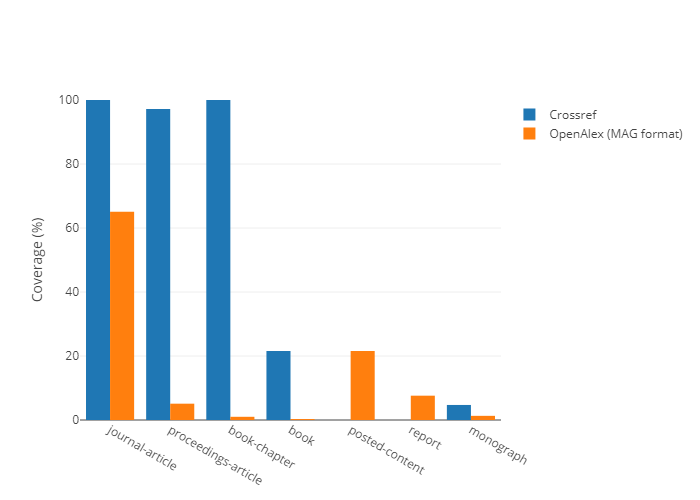 100
80
60
40
20
0
Coverage (%)
journal-article
proceedings-article
book-chapter
book
posted-content
report
monograph
Crossref
OpenAlex (MAG format)